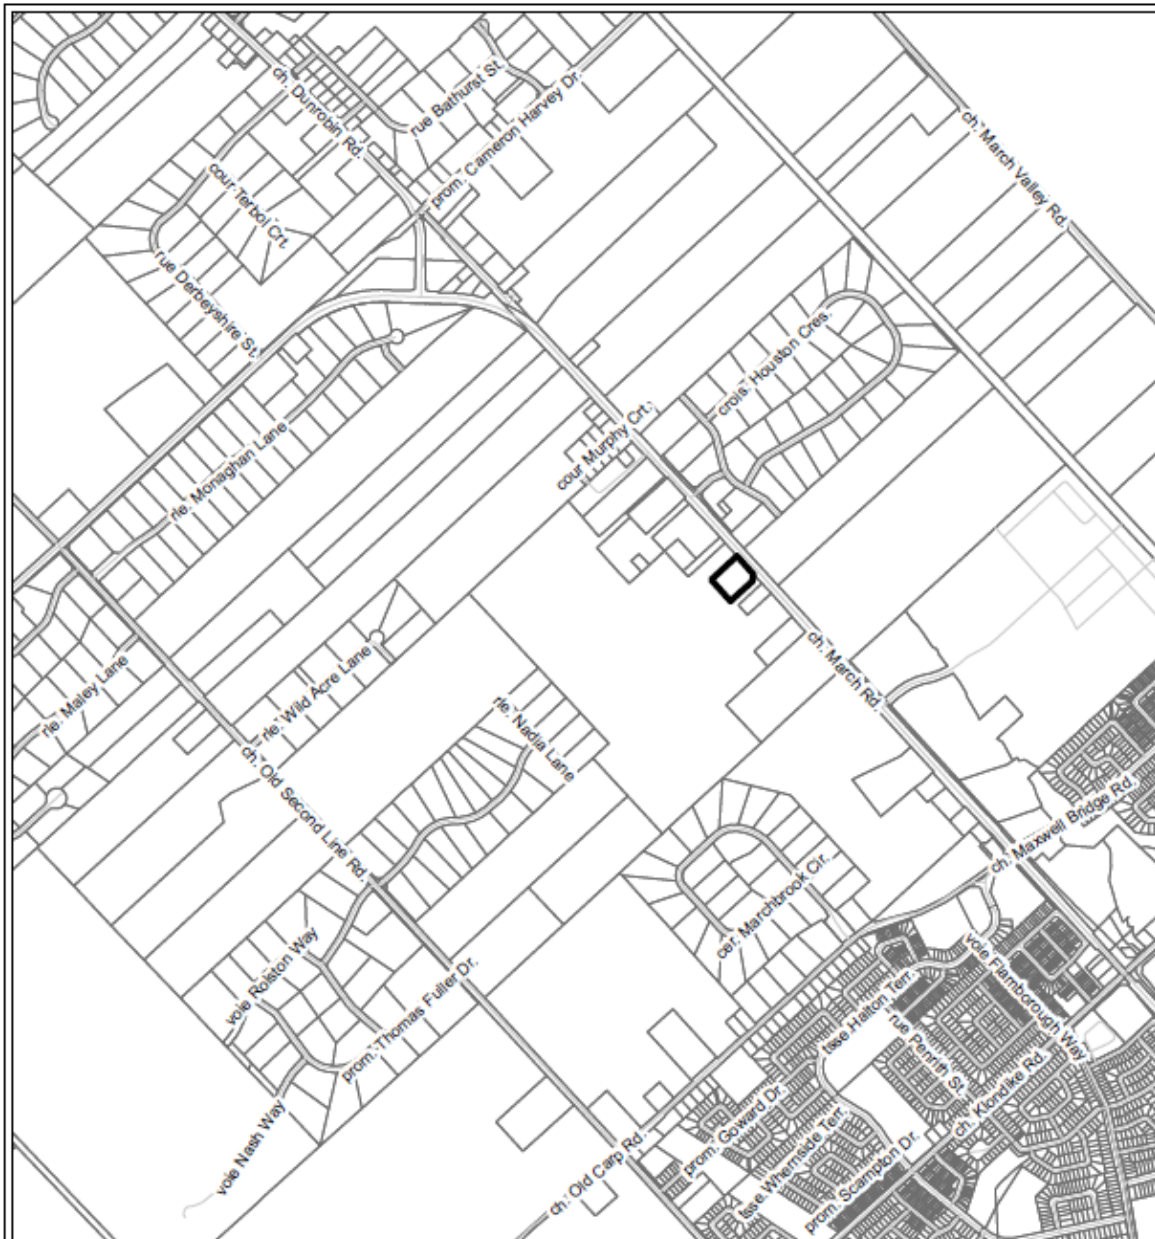 ch. Dunrobin Rd.
rue Bathurst St.
prom. Cameron Harvey Dr.
ch. March Valley Rd.
cour Terbol Crt.
rue Derbeyshire St.
crois. Houston Cres.
cour Murphy Crt.
rle. Monaghan Lane
rle. Maley Lane
rle. Wild Acre Lane
rle. Nadia Lane
ch. March Rd.
ch. Old Second Line Rd.
ch. Maxwell Bridge Rd.
cer. Marchbrook Cir.
voie Rolston Way
prom. Thomas Fuller Dr.
voie Flamborough Way
tsse. Halton Terr.
rue Penrith St.
ch. Klondike Rd.
voie Nash Way
prom. Goward Dr.
tsse. Whernside Terr.
prom. Scampton Dr.
ch. Old Carp Rd.